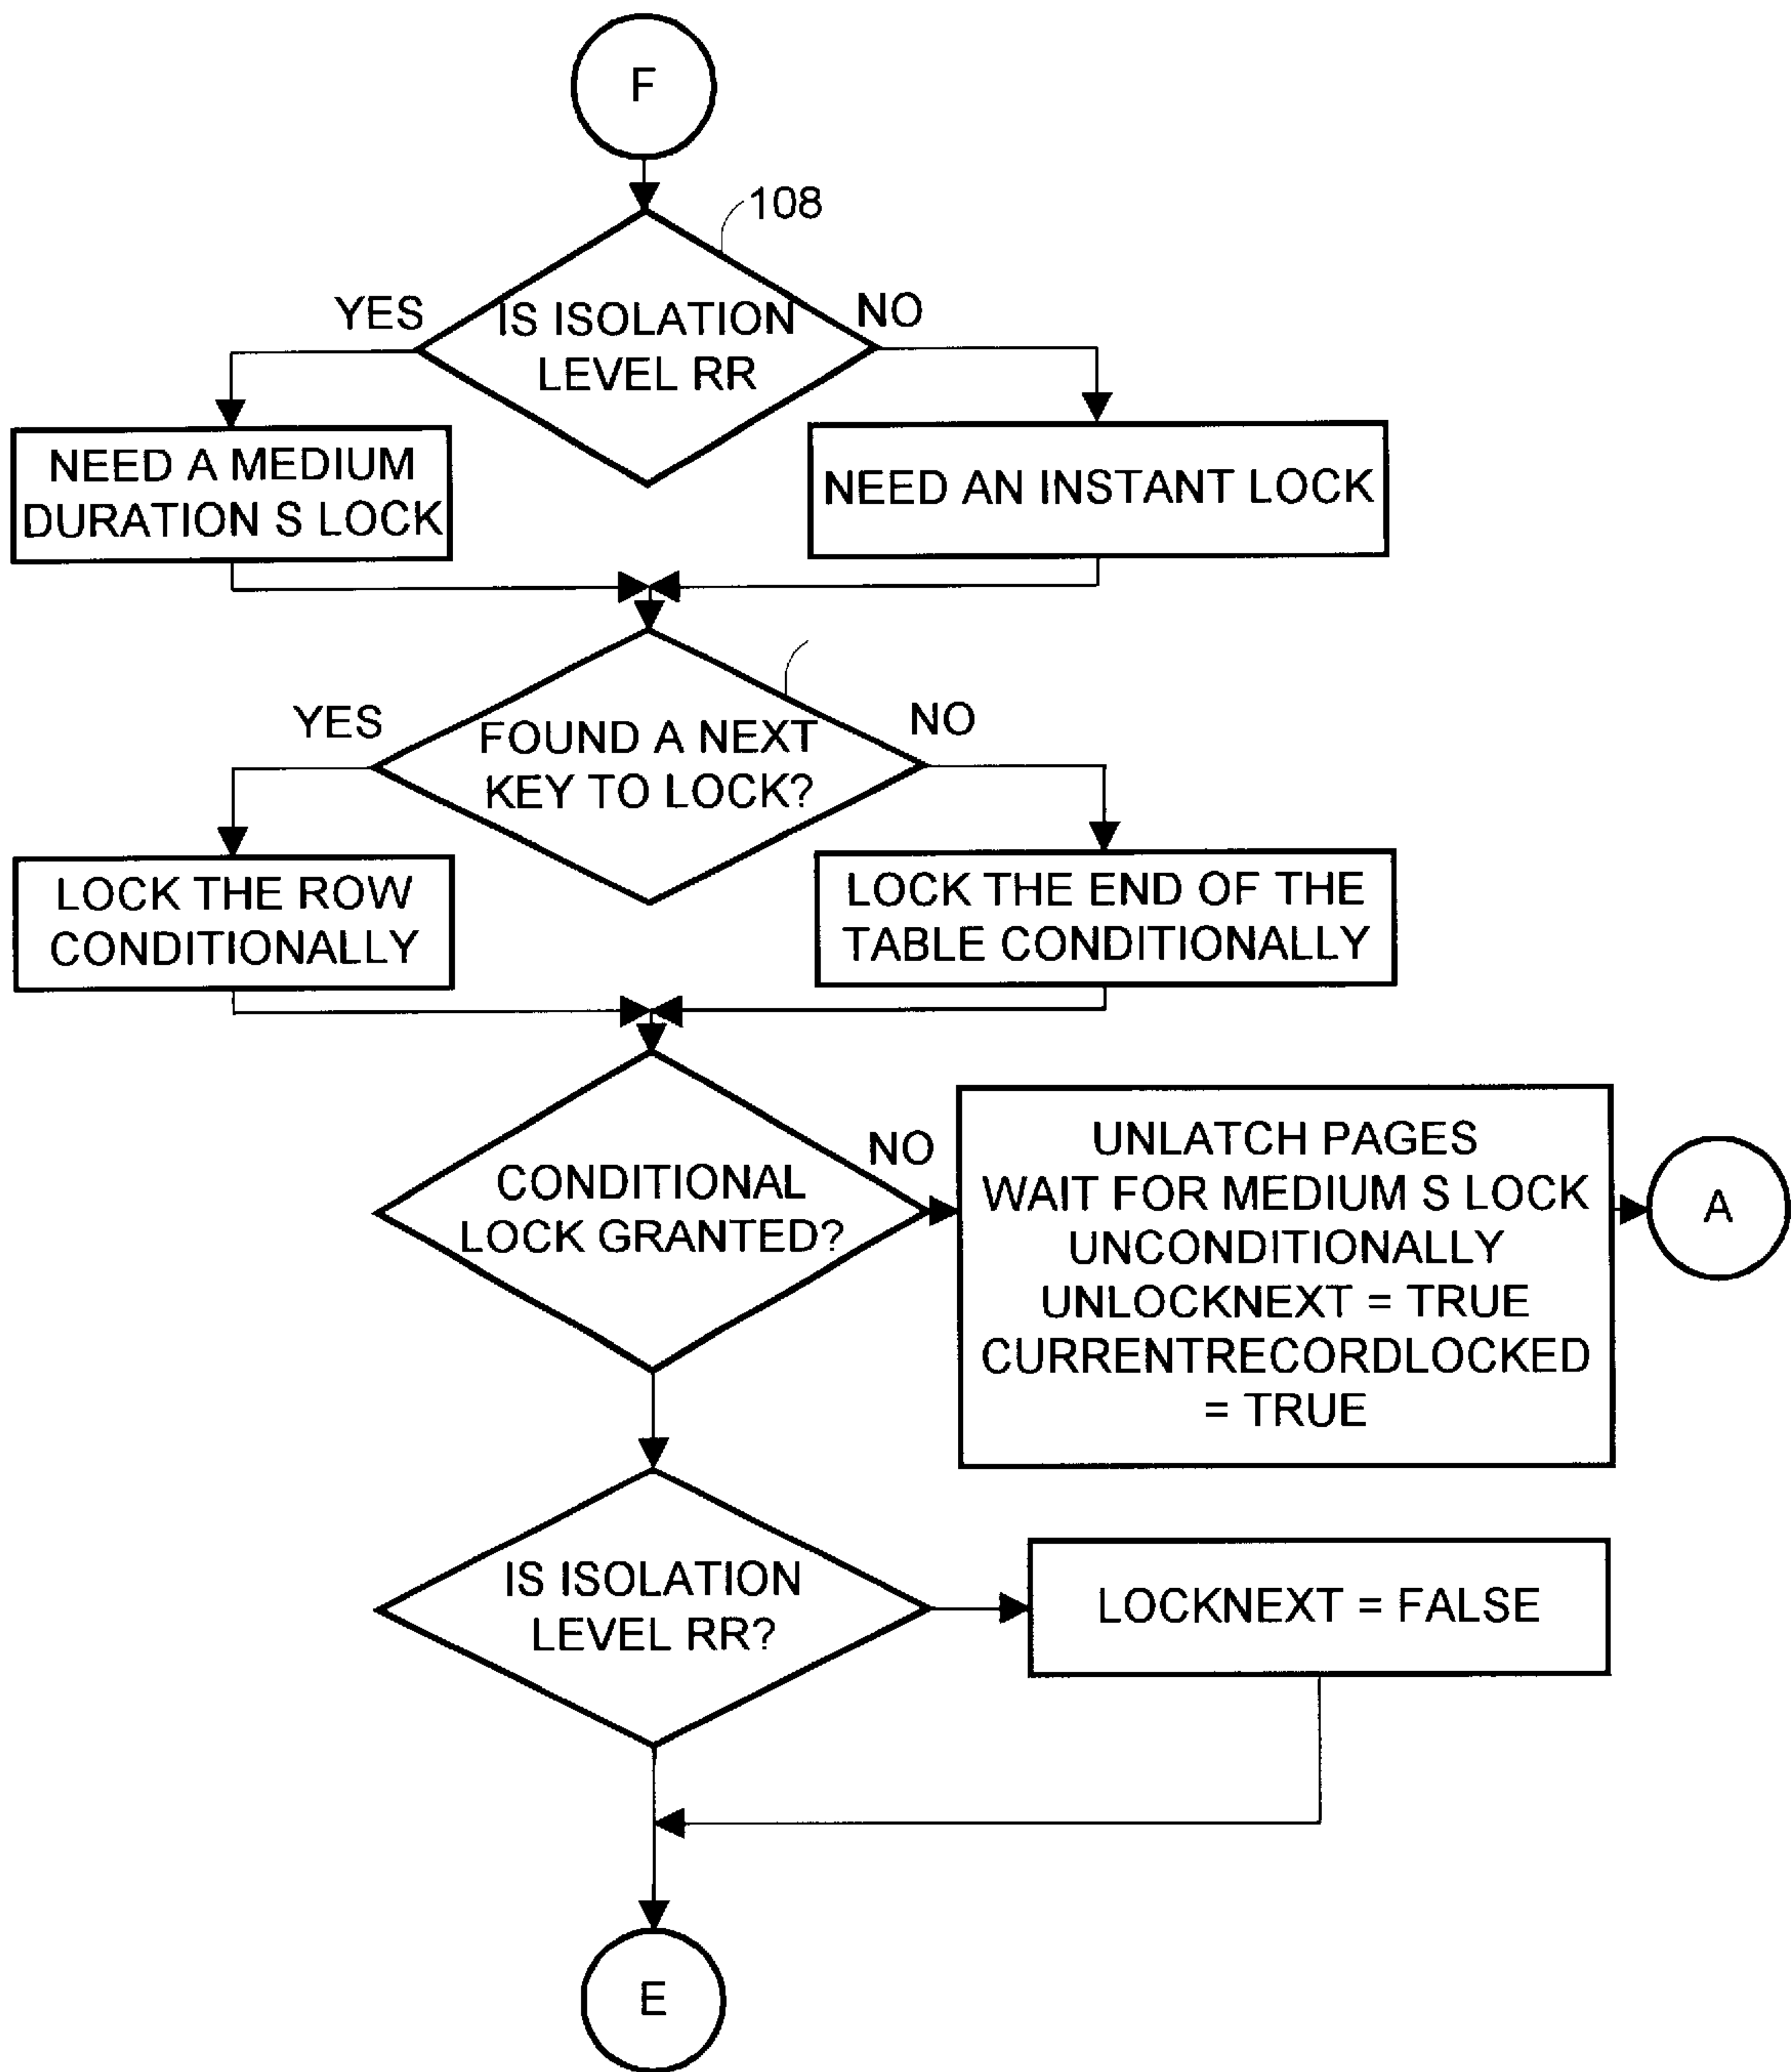 F
108
YES
NO
IS ISOLATION
LEVEL RR
NEED A MEDIUM
DURATION S LOCK
NEED AN INSTANT LOCK
YES
NO
FOUND A NEXT
KEY TO LOCK?
LOCK THE ROW
CONDITIONALLY
LOCK THE END OF THE
TABLE CONDITIONALLY
CONDITIONAL
LOCK GRANTED?
NO
UNLATCH PAGES
WAIT FOR MEDIUM S LOCK
UNCONDITIONALLY
UNLOCKNEXT = TRUE
CURRENTRECORDLOCKED
= TRUE
A
IS ISOLATION
LEVEL RR?
LOCKNEXT = FALSE
E